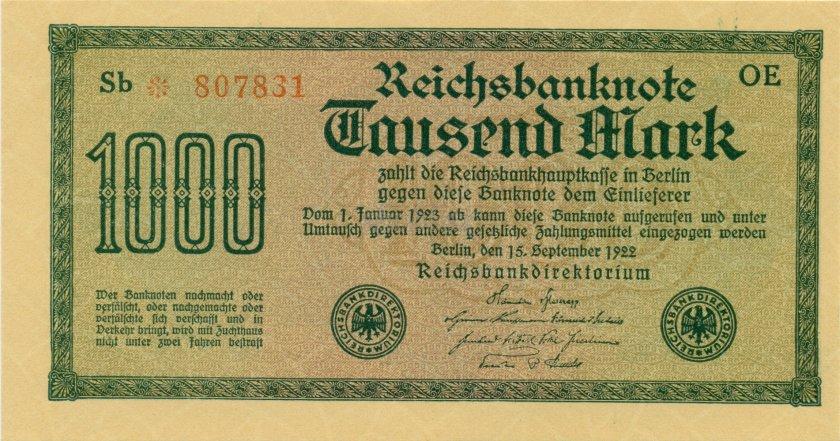 Sb * 807831
OE
Reichsbanknote
Tausend Mark
1000
zahlt die Reichsbankhauptkasse in Berlin
gegen diese Banknote dem Einlieferer
Vom 1. Januar 1923 ab kann diese Banknote aufgerufen und unter
Umtausch gegen andere gesetzliche Zahlungsmittel eingezogen werden
Berlin, den 15. September 1922
Reichsbankdirektorium
Wer Banknoten nachmacht oder
verfälscht, oder nachgemachte oder
verfälschte sich verschafft und in
Verkehr bringt, wird mit Zuchthaus
nicht unter zwei Jahren bestraft
REICHSBANKDIREKTORIUM
REICHSBANKDIREKTORIUM